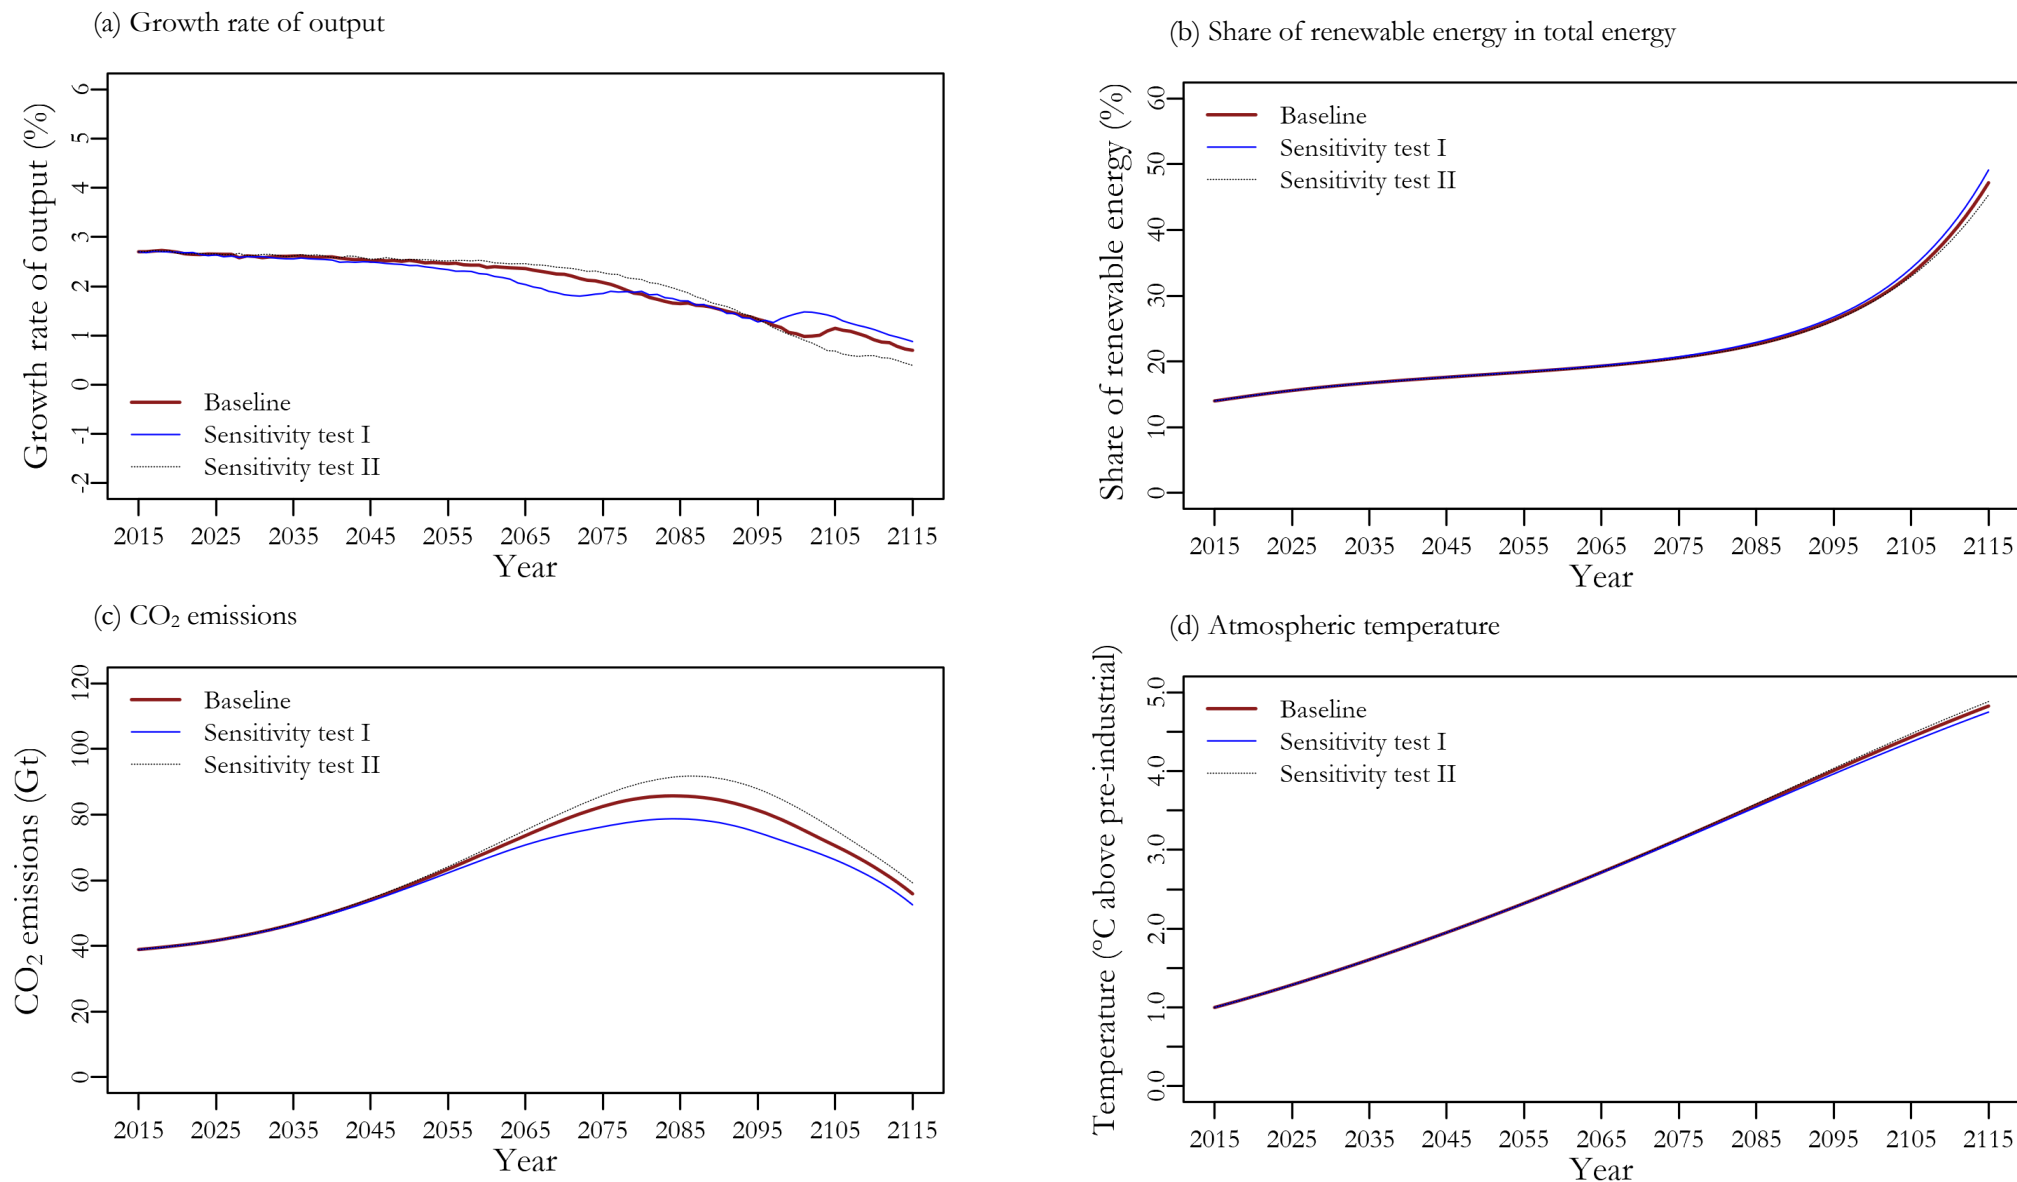 (a) Growth rate of output
Growth rate of output (%)
6
5
4
3
2
1
0
-1
-2
Baseline
Sensitivity test I
Sensitivity test II
2015 2025 2035 2045 2055 2065 2075 2085 2095 2105 2115
Year
(b) Share of renewable energy in total energy
Share of renewable energy (%)
60
50
40
30
20
10
0
Baseline
Sensitivity test I
Sensitivity test II
2015 2025 2035 2045 2055 2065 2075 2085 2095 2105 2115
Year
(c) CO₂ emissions
CO₂ emissions (Gt)
120
100
80
60
40
20
0
Baseline
Sensitivity test I
Sensitivity test II
2015 2025 2035 2045 2055 2065 2075 2085 2095 2105 2115
Year
(d) Atmospheric temperature
Temperature (°C above pre-industrial)
5.0
4.0
3.0
2.0
1.0
0.0
Baseline
Sensitivity test I
Sensitivity test II
2015 2025 2035 2045 2055 2065 2075 2085 2095 2105 2115
Year